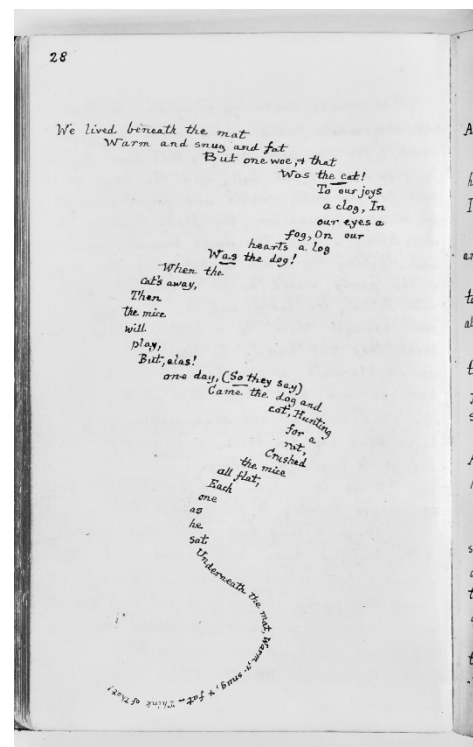 28
We lived beneath the mat
Warm and snug and fat
But one woe, & that
Was the cat!
To our joys
a clog, In
our eyes a
fog, On our
hearts a log
Was the dog!
When the
cat's away,
Then
the mice
will
play,
But, alas!
one day, (So they say)
Came the dog and
cat, Hunting
for a
rat,
Crushed
the mice
all flat,
Each
one
as
he
sat
Underneath the mat, Warm, & snug, & fat — Think of that!